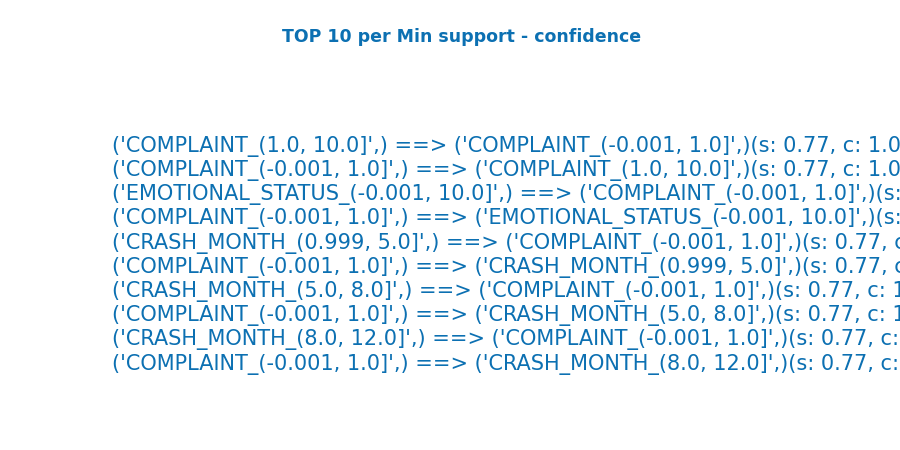 TOP 10 per Min support - confidence
('COMPLAINT_(1.0, 10.0]',) ==> ('COMPLAINT_(-0.001, 1.0]',)(s: 0.77, c: 1.0
('COMPLAINT_(-0.001, 1.0]',) ==> ('COMPLAINT_(1.0, 10.0]',)(s: 0.77, c: 1.0
('EMOTIONAL_STATUS_(-0.001, 10.0]',) ==> ('COMPLAINT_(-0.001, 1.0]',)(s:
('COMPLAINT_(-0.001, 1.0]',) ==> ('EMOTIONAL_STATUS_(-0.001, 10.0]',)(s:
('CRASH_MONTH_(0.999, 5.0]',) ==> ('COMPLAINT_(-0.001, 1.0]',)(s: 0.77, c
('COMPLAINT_(-0.001, 1.0]',) ==> ('CRASH_MONTH_(0.999, 5.0]',)(s: 0.77, c
('CRASH_MONTH_(5.0, 8.0]',) ==> ('COMPLAINT_(-0.001, 1.0]',)(s: 0.77, c: 1
('COMPLAINT_(-0.001, 1.0]',) ==> ('CRASH_MONTH_(5.0, 8.0]',)(s: 0.77, c: 1
('CRASH_MONTH_(8.0, 12.0]',) ==> ('COMPLAINT_(-0.001, 1.0]',)(s: 0.77, c:
('COMPLAINT_(-0.001, 1.0]',) ==> ('CRASH_MONTH_(8.0, 12.0]',)(s: 0.77, c: